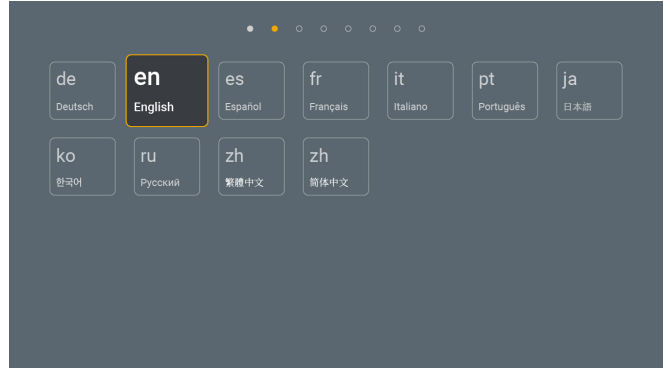 de
Deutsch
en
English
es
Español
fr
Français
it
Italiano
pt
Português
ja
日本語
ko
한국어
ru
Русский
zh
繁體中文
zh
简体中文